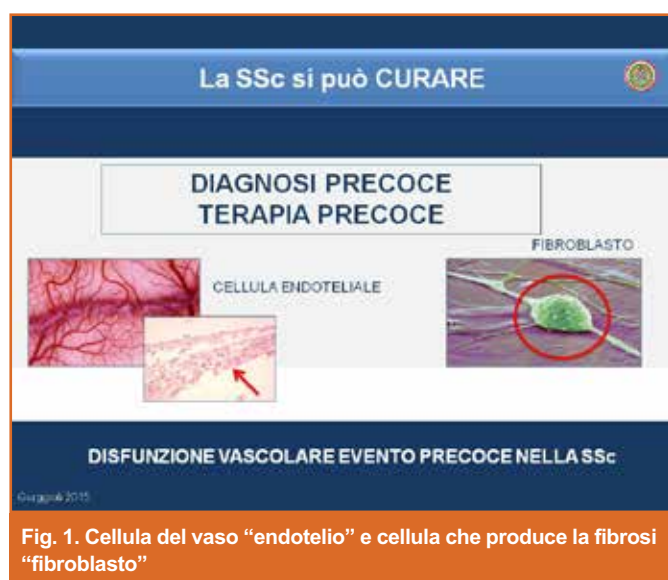 La SSc si può CURARE
DIAGNOSI PRECOCE
TERAPIA PRECOCE
FIBROBLASTO
CELLULA ENDOTELIALE
DISFUNZIONE VASCOLARE EVENTO PRECOCE NELLA SSc
2015
Fig. 1. Cellula del vaso “endotelio” e cellula che produce la fibrosi
“fibroblasto”